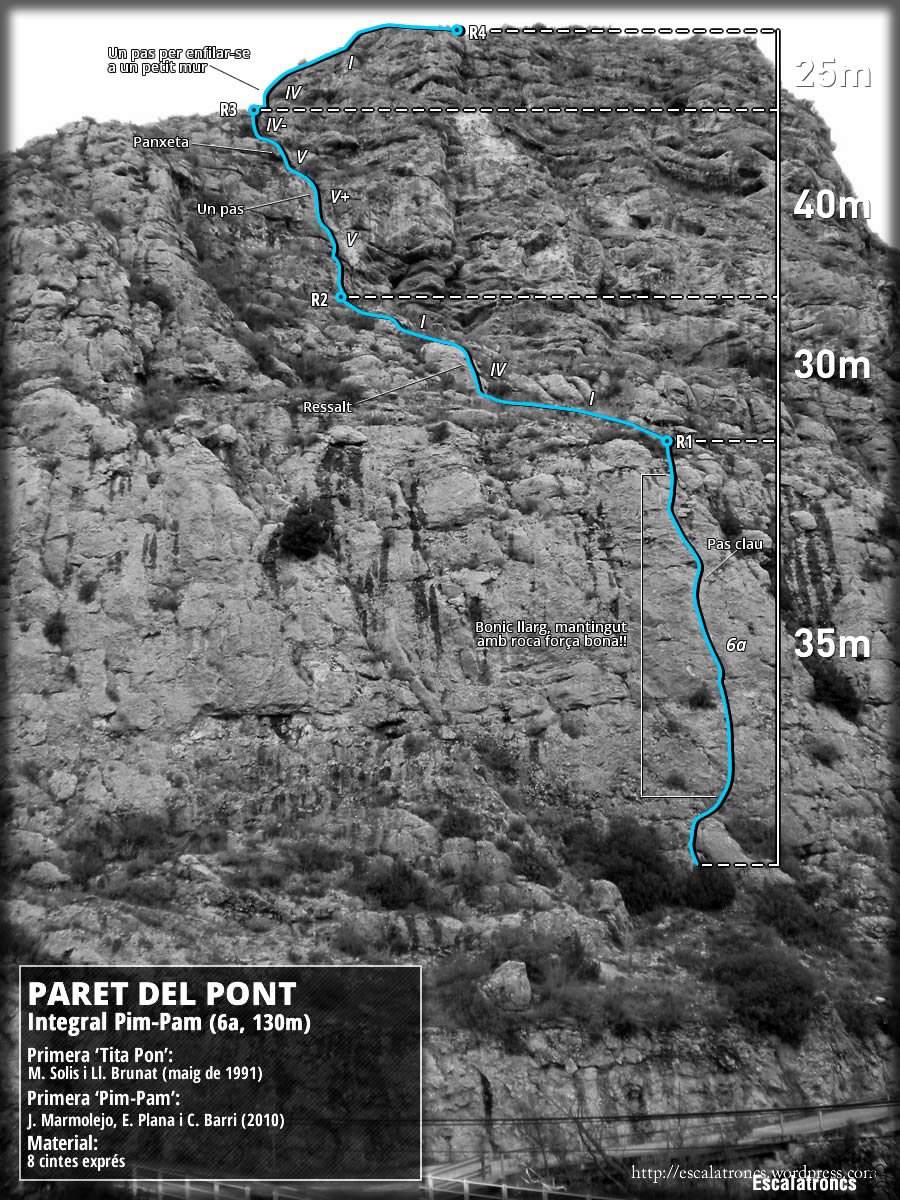 R4
Un pas per enfilar-se
a un petit mur
I
25m
IV
R3
IV-
Panxeta
V
Un pas
V+
40m
V
R2
I
IV
30m
Ressalt
I
R1
Pas clau
Bonic llarg, mantingut
amb roca força bona!!
6a
35m
PARET DEL PONT
Integral Pim-Pam (6a, 130m)
Primera ‘Tita Pon’:
M. Solis i Ll. Brunat (maig de 1991)
Primera ‘Pim-Pam’:
J. Marmolejo, E. Plana i C. Barri (2010)
Material:
8 cintes exprés
http://escalatroncs.wordpress.com
Escalatroncs